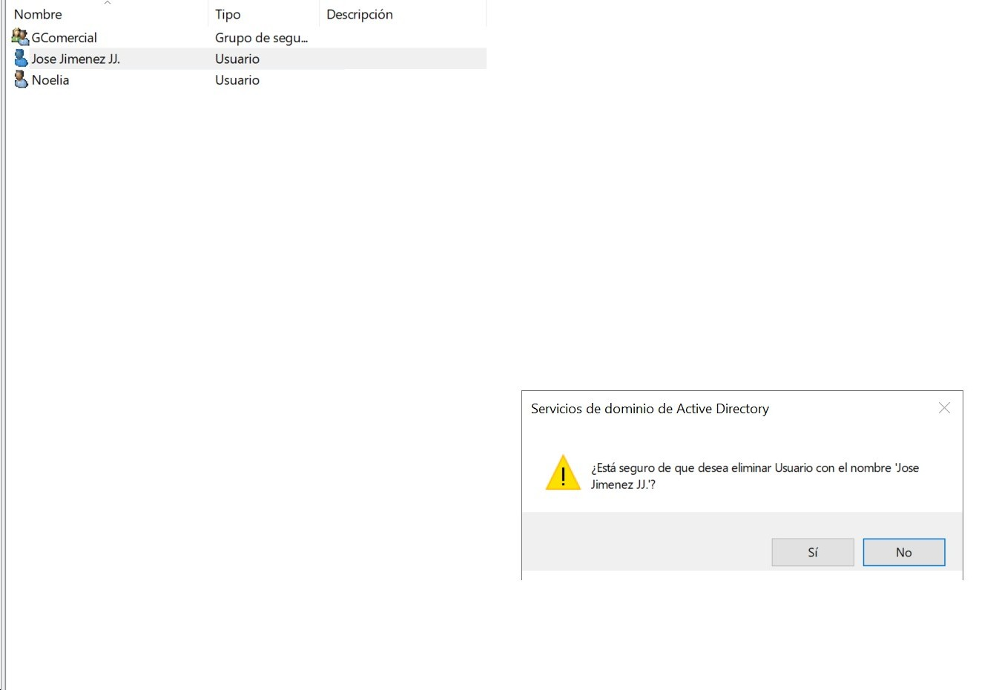 Nombre Tipo Descripción
GComercial Grupo de segu...
Jose Jimenez JJ. Usuario
Noelia Usuario
Servicios de dominio de Active Directory
¿Está seguro de que desea eliminar Usuario con el nombre 'Jose
Jimenez JJ.'?
Sí No